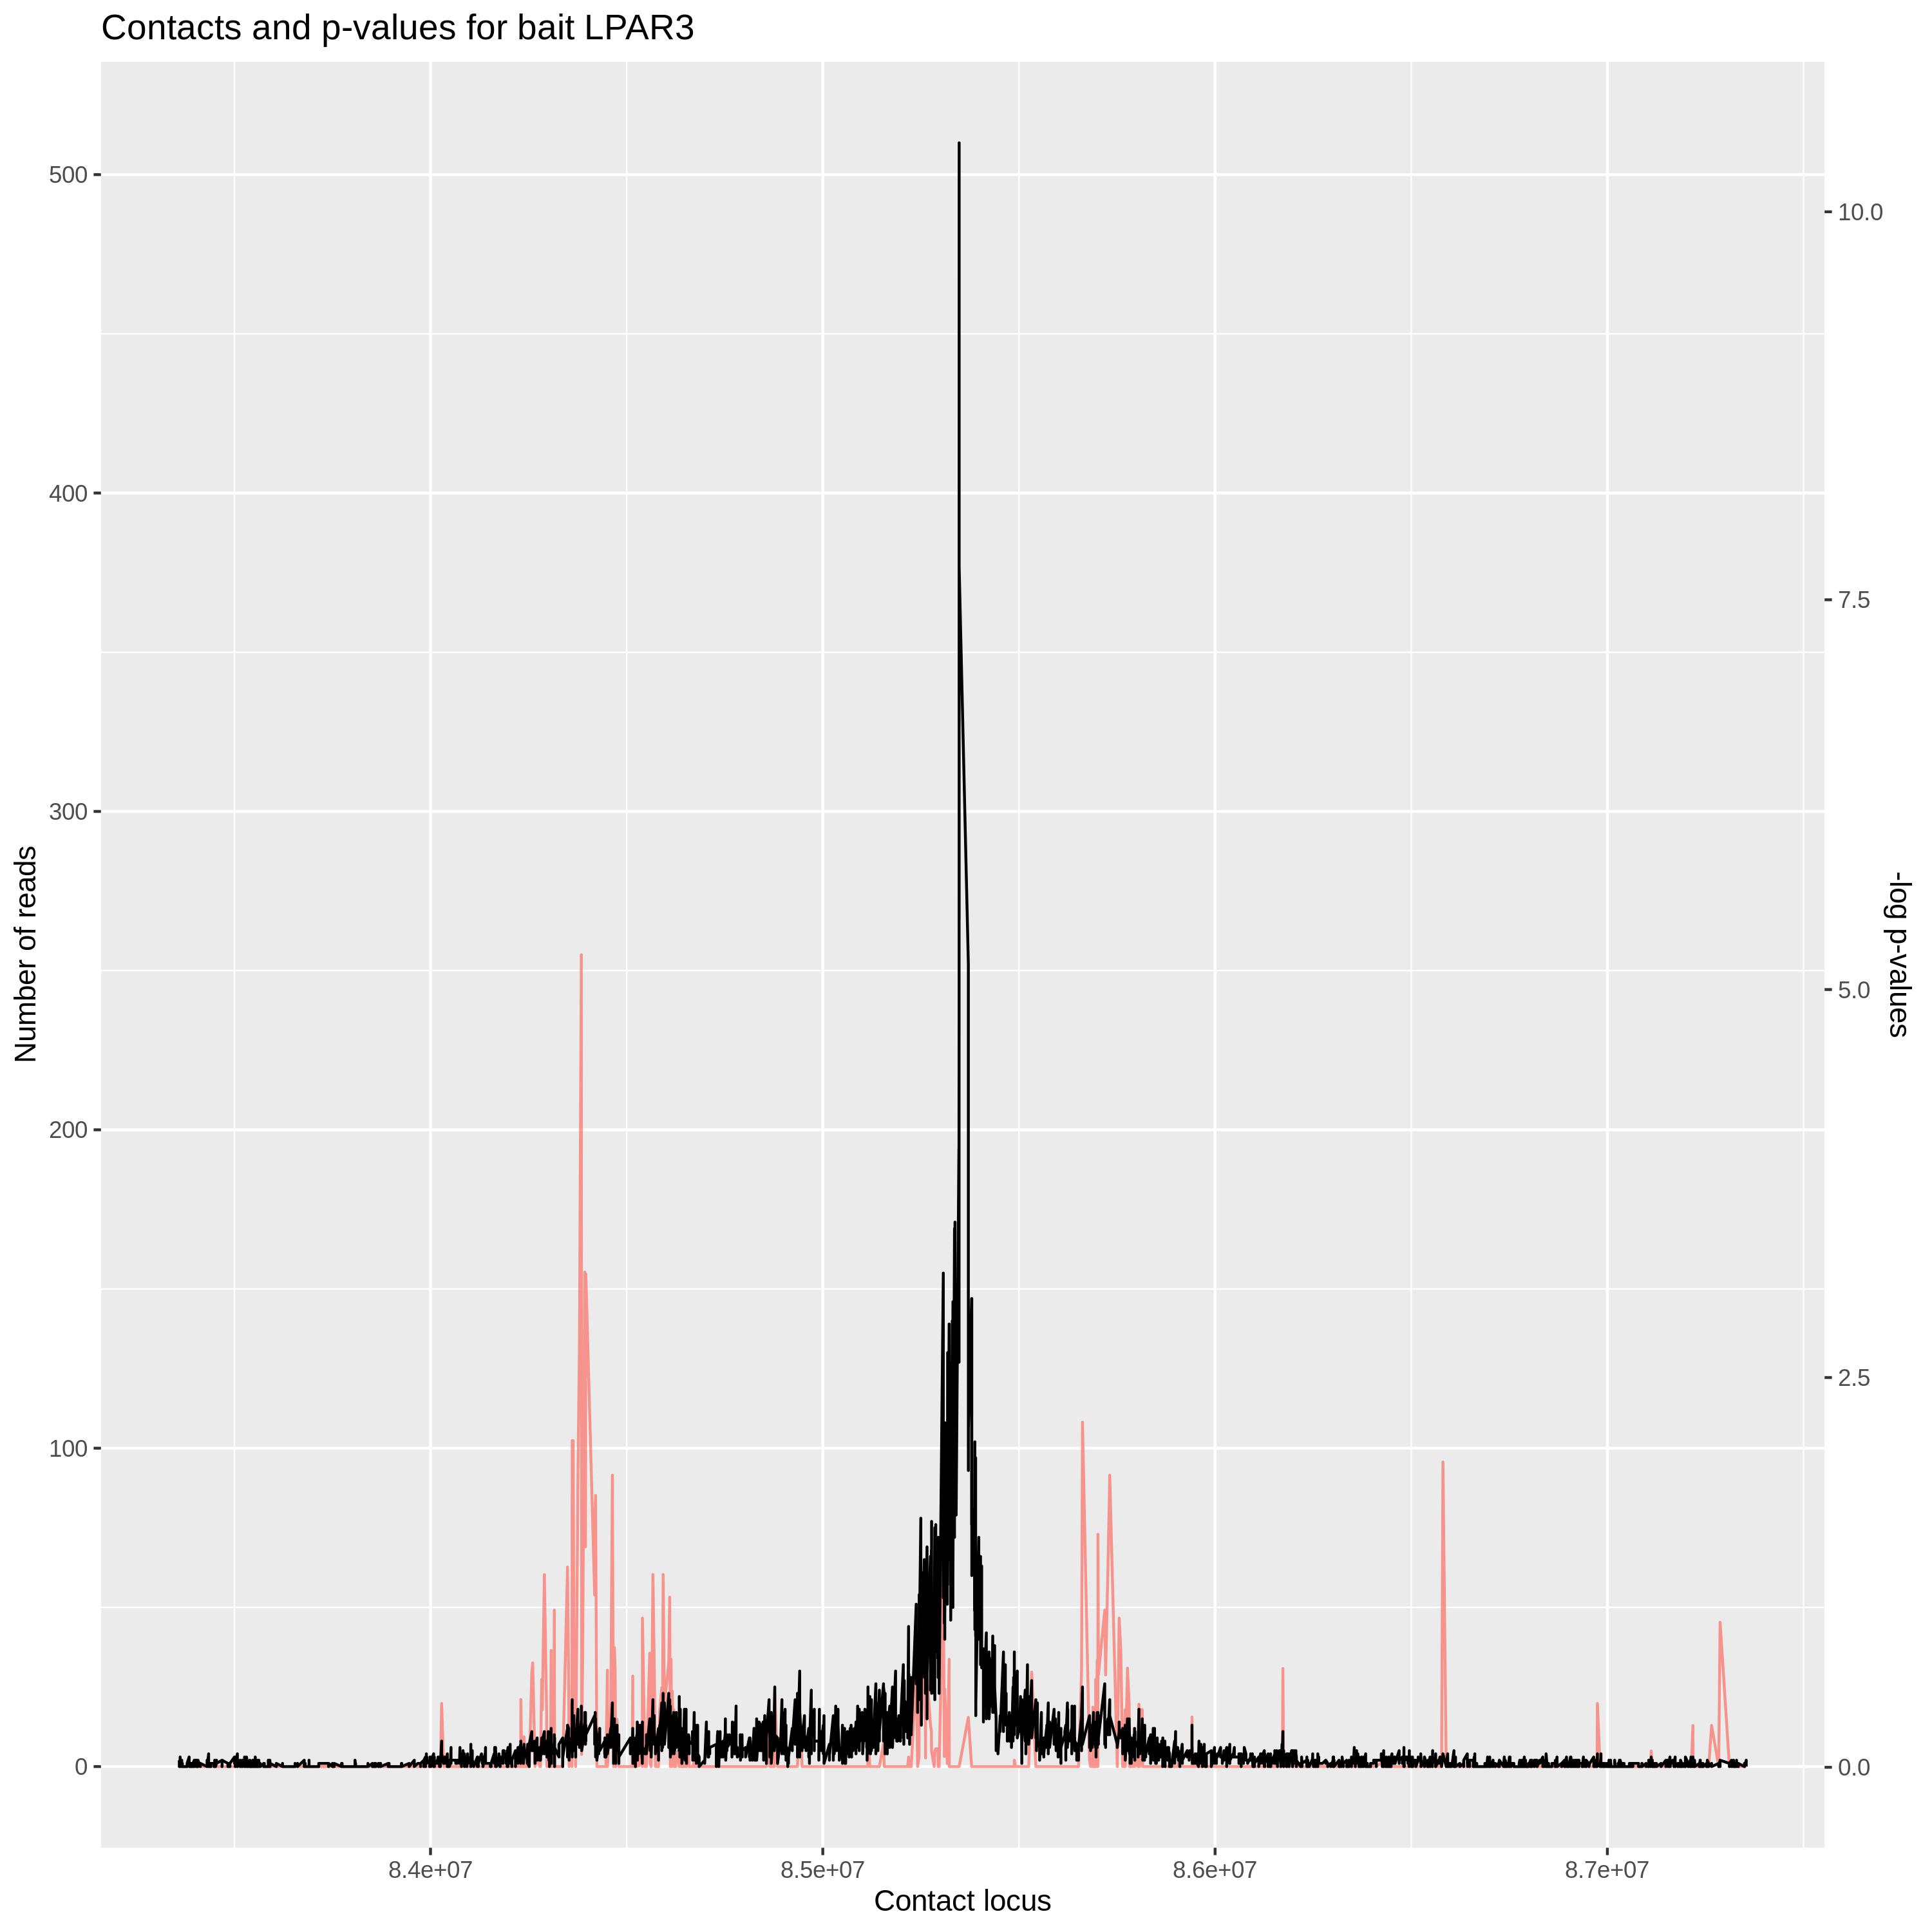 Contacts and p-values for bait LPAR3
Number of reads
500
400
300
200
100
0
10.0
7.5
5.0
2.5
0.0
-log p-values
8.4e+07
8.5e+07
8.6e+07
8.7e+07
Contact locus